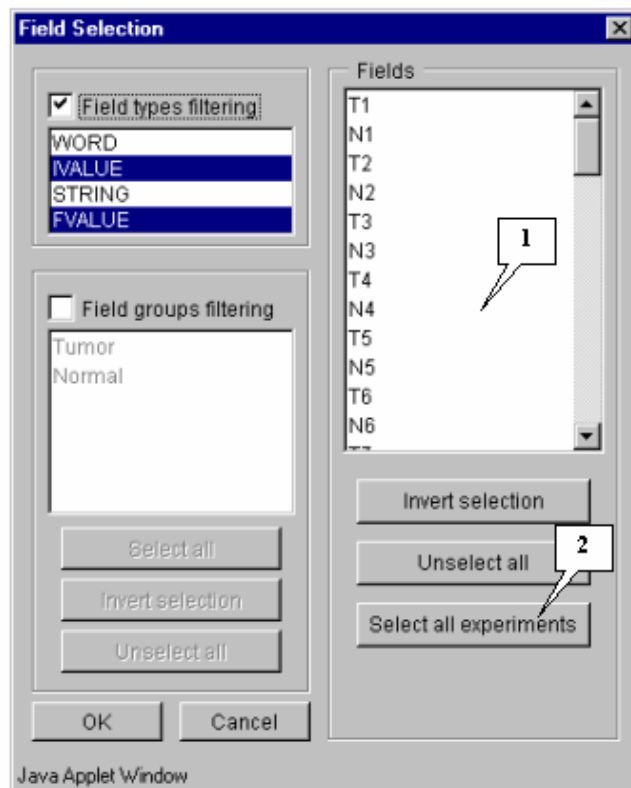 Field Selection
Field types filtering
WORD
IVALUE
STRING
FVALUE
Field groups filtering
Tumor
Normal
Select all
Invert selection
Unselect all
OK
Cancel
Fields
T1
N1
T2
N2
T3
N3
T4
N4
T5
N5
T6
N6
1
Invert selection
Unselect all
2
Select all experiments
Java Applet Window